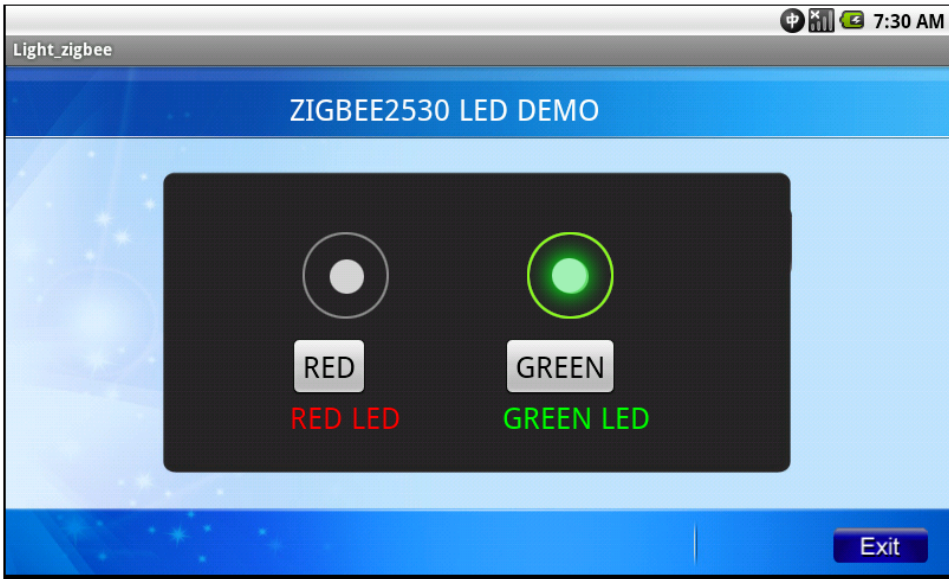 中 7:30 AM
Light_zigbee
ZIGBEE2530 LED DEMO
RED GREEN
RED LED GREEN LED
Exit